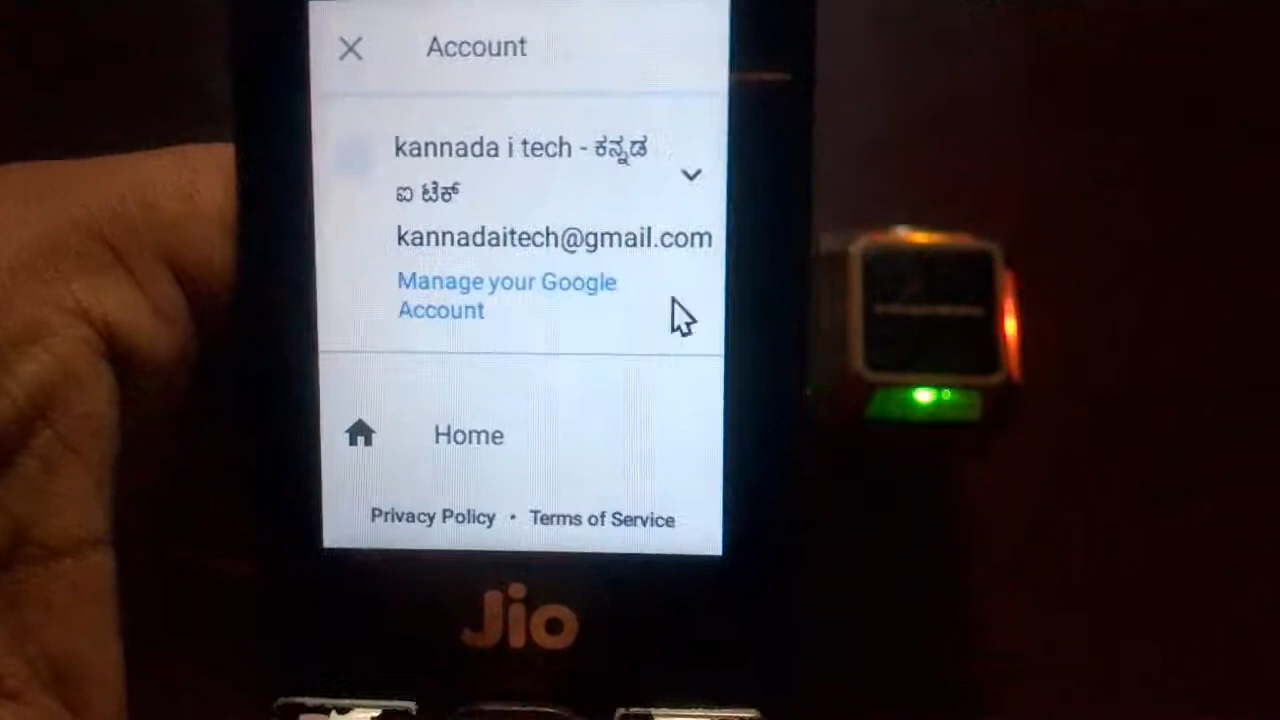 Account
kannada i tech - ಕನ್ನಡ
ಐ ಟೆಕ್
kannadaitech@gmail.com
Manage your Google
Account
Home
Privacy Policy · Terms of Service
Jio